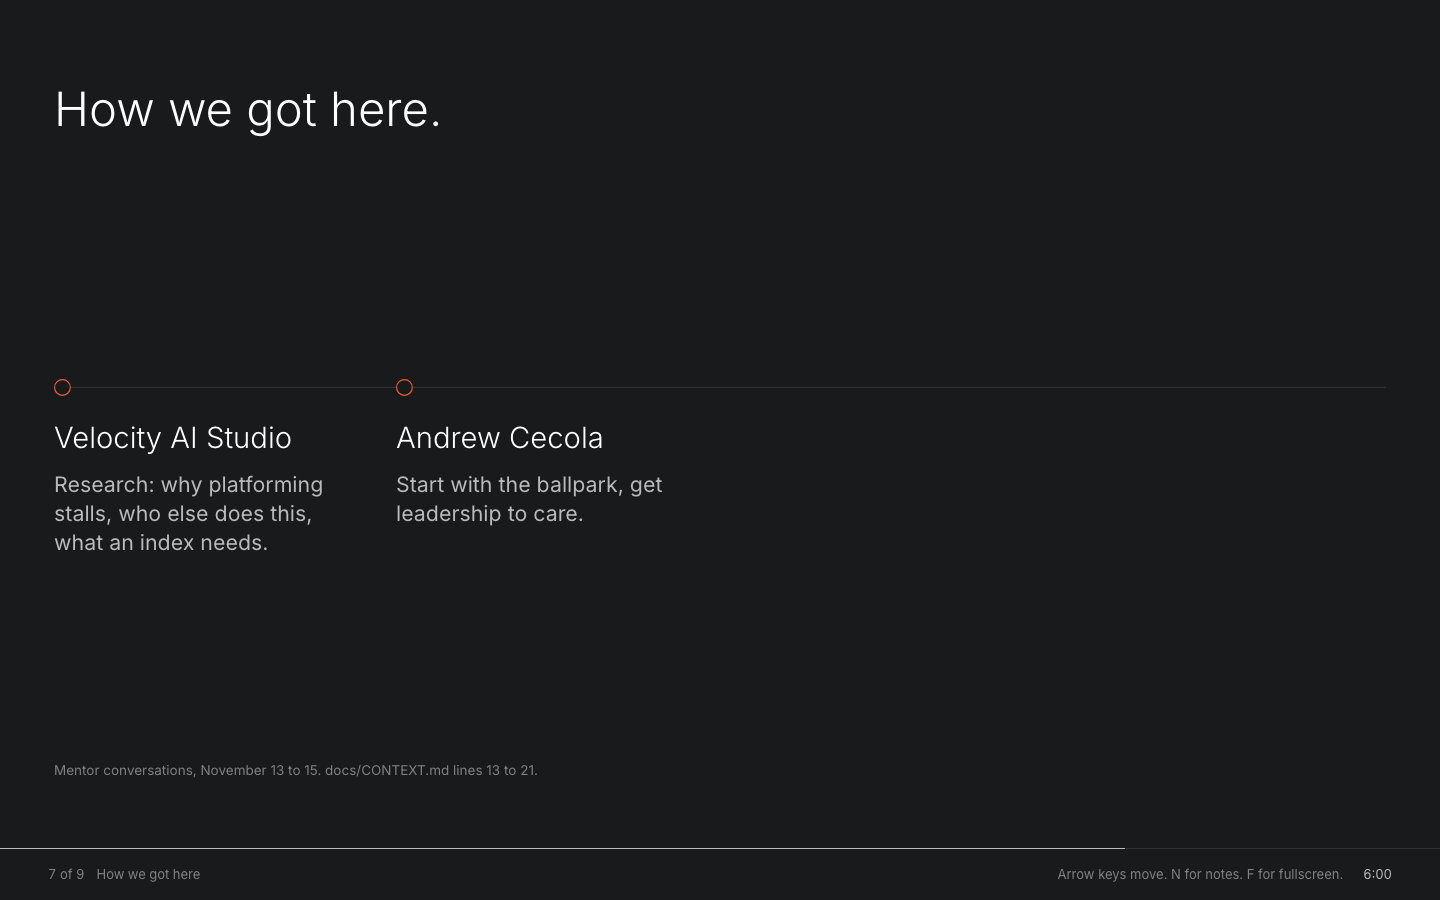 How we got here.
Velocity AI Studio
Research: why platforming
stalls, who else does this,
what an index needs.
Andrew Cecola
Start with the ballpark, get
leadership to care.
Mentor conversations, November 13 to 15. docs/CONTEXT.md lines 13 to 21.
7 of 9 How we got here
Arrow keys move. N for notes. F for fullscreen. 6:00